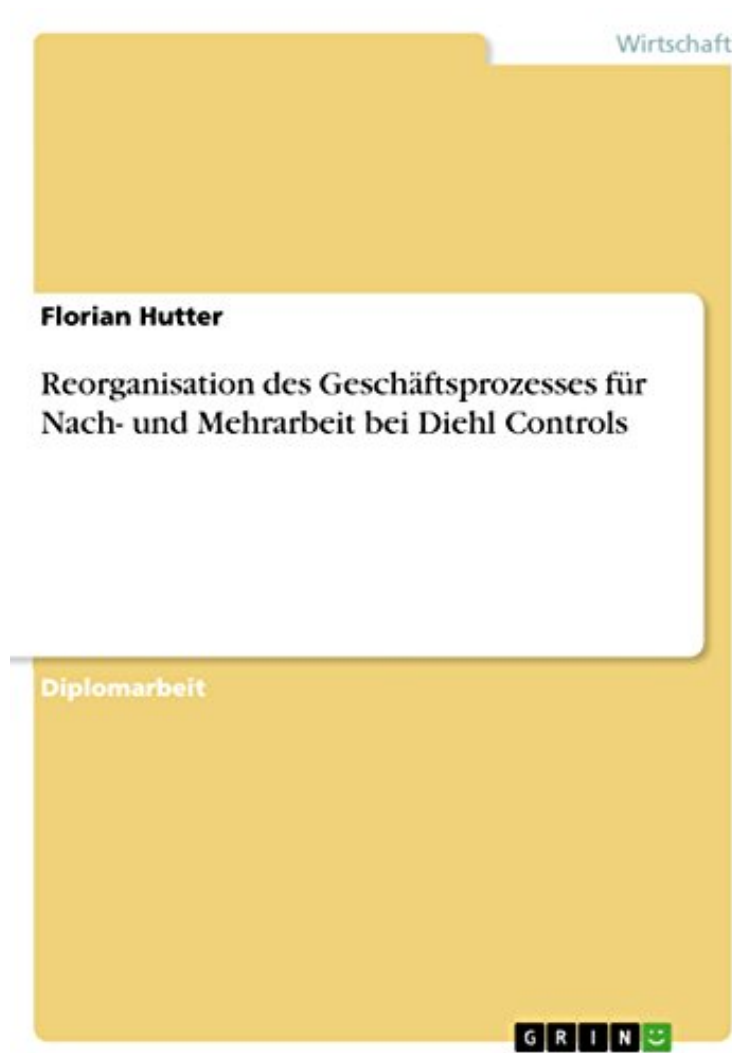 Wirtschaft
Florian Hutter
Reorganisation des Geschäftsprozesses für
Nach- und Mehrarbeit bei Diehl Controls
Diplomarbeit
GRIN